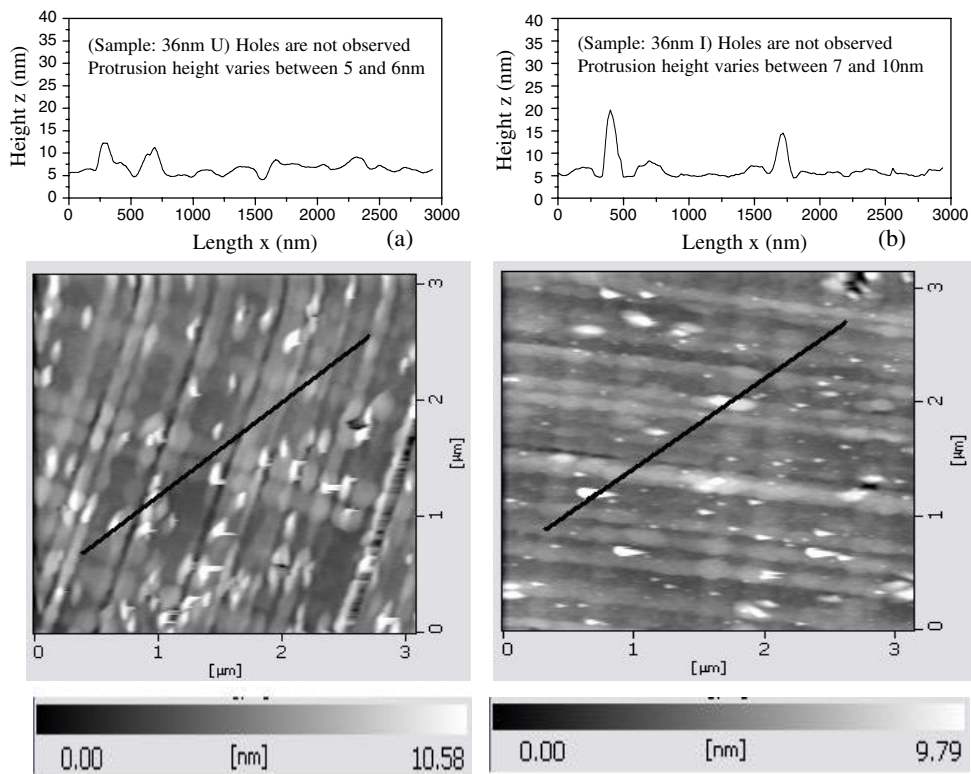 40
35
30
25
20
15
10
5
0
Height z (nm)
(Sample: 36nm U) Holes are not observed
Protrusion height varies between 5 and 6nm
0 500 1000 1500 2000 2500 3000
Length x (nm) (a)
40
35
30
25
20
15
10
5
0
Height z (nm)
(Sample: 36nm I) Holes are not observed
Protrusion height varies between 7 and 10nm
0 500 1000 1500 2000 2500 3000
Length x (nm) (b)
3
2
[µm]
1
0
0 1 2 3
[µm]
3
2
[µm]
1
0
0 1 2 3
[µm]
0.00 [nm] 10.58
0.00 [nm] 9.79